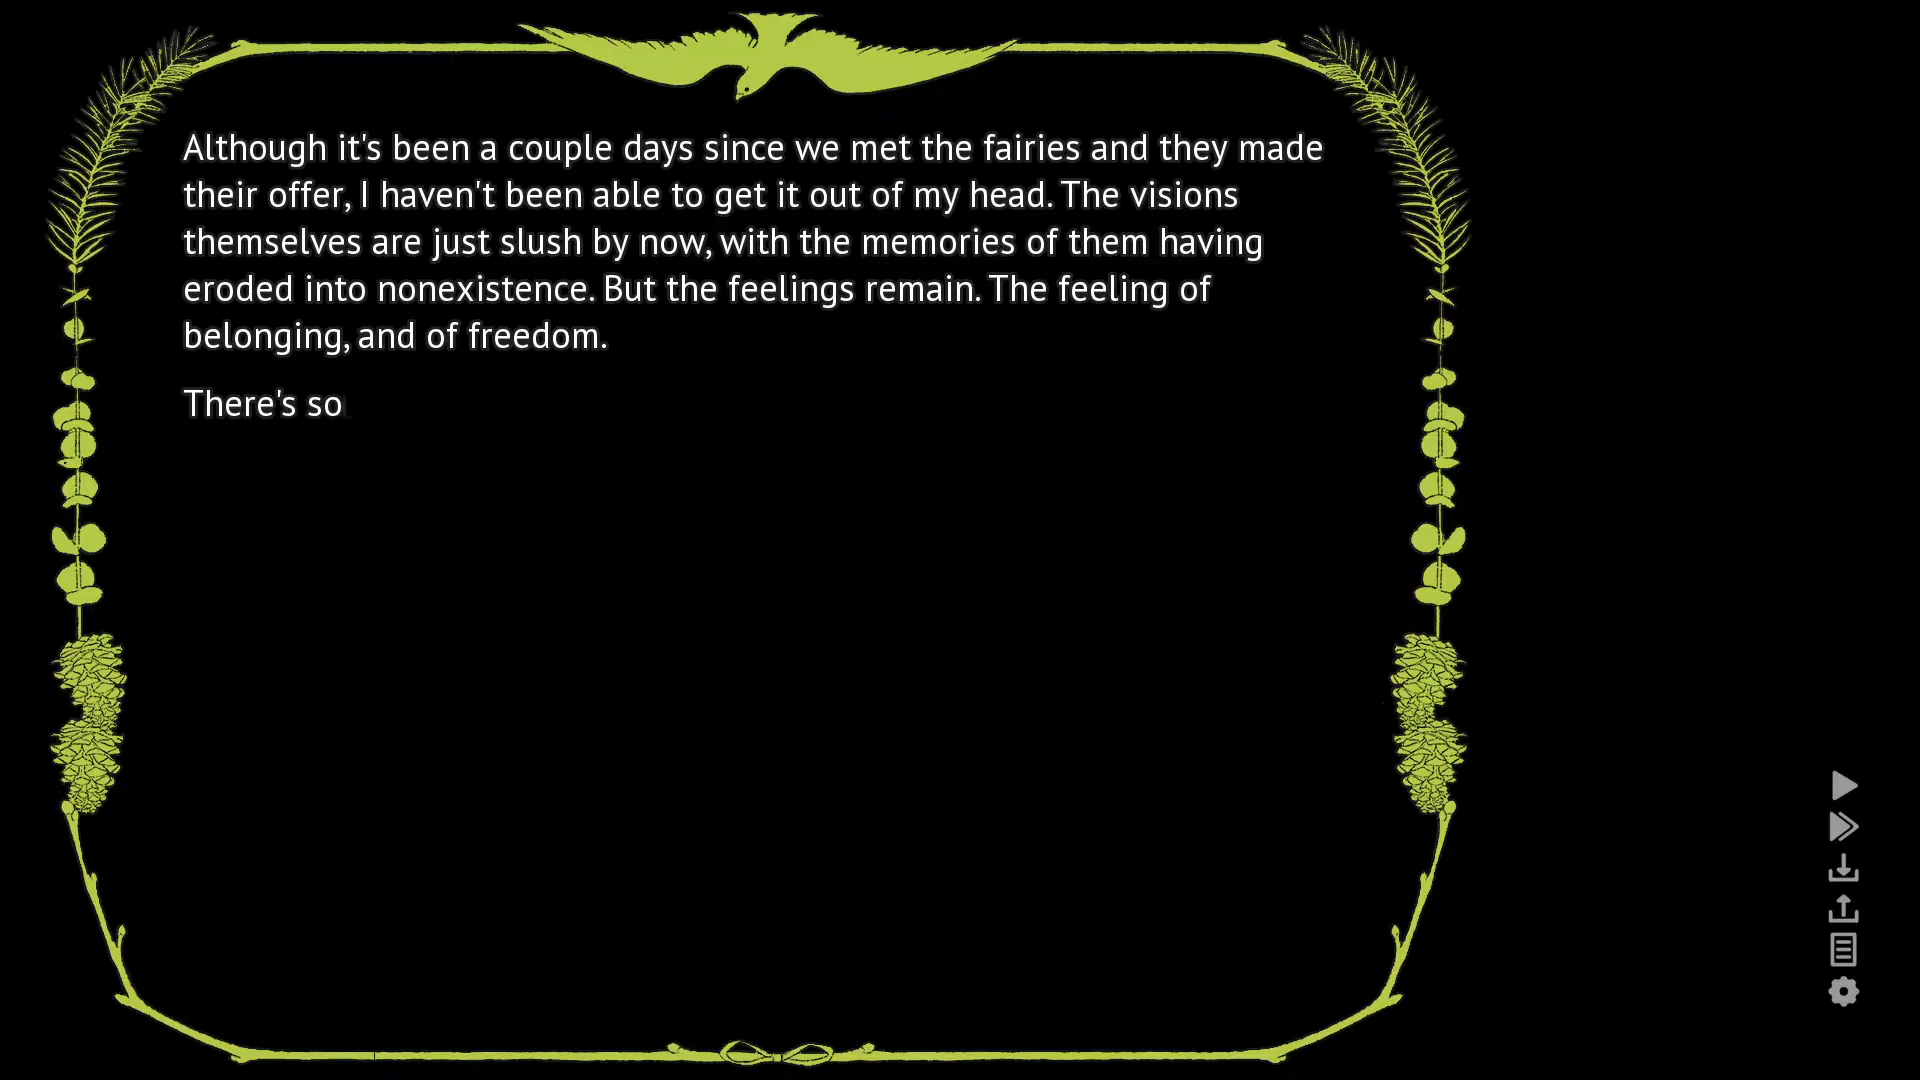 Although it's been a couple days since we met the fairies and they made
their offer, I haven't been able to get it out of my head. The visions
themselves are just slush by now, with the memories of them having
eroded into nonexistence. But the feelings remain. The feeling of
belonging, and of freedom.
There's so